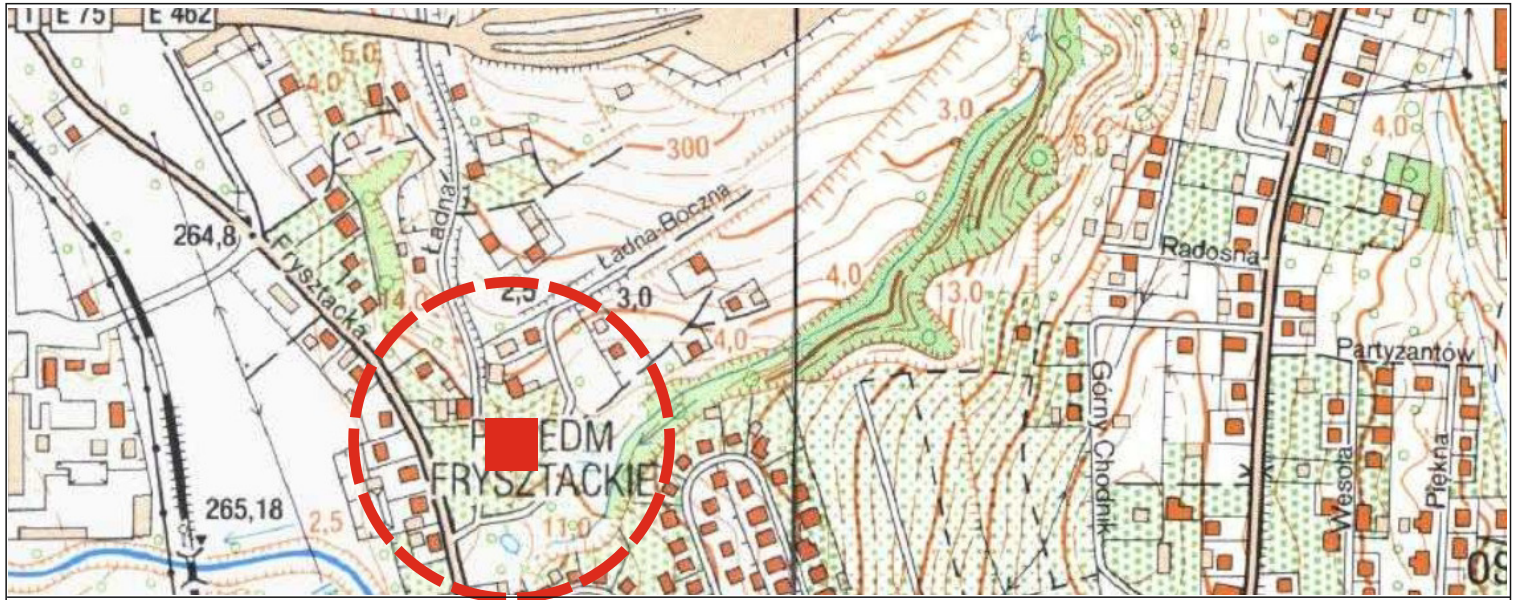 E 75
E 462
5,0
4,0
3,0
300
8,0
4,0
264,8
Frysztacka
Ładna
Ładna-Boczna
Radosna
14,0
2,5
3,0
4,0
13,0
4,0
Partyzantów
Górny Chodnik
EDM
FRYSZTACKIE
Wesoła
Piękna
265,18
2,5
11,0
09